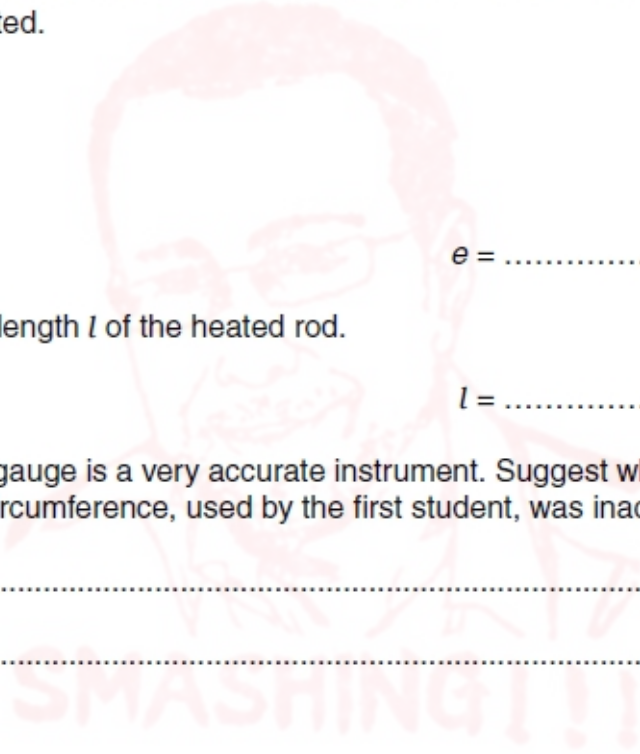 ted.
e = ..............
length l of the heated rod.
l = ..............
gauge is a very accurate instrument. Suggest w
rcumference, used by the first student, was inac
SMASHING!!!